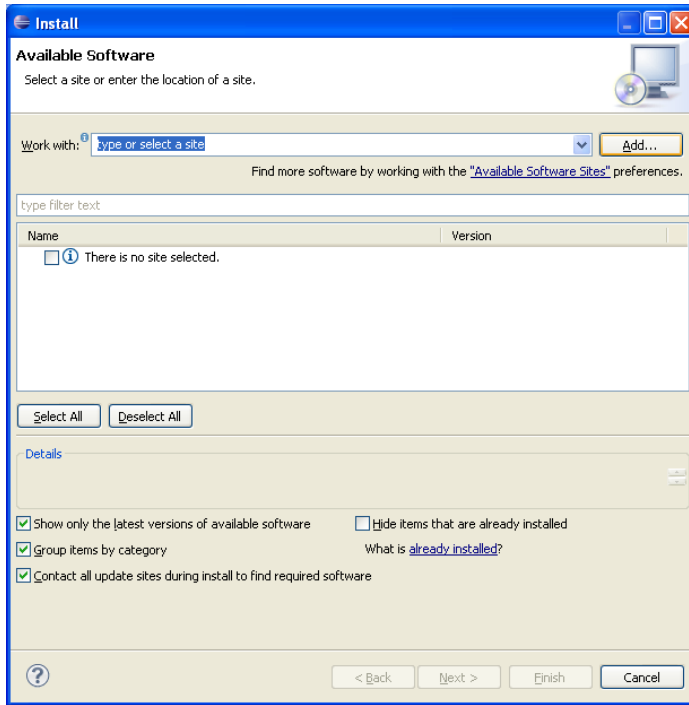 Install
Available Software
Select a site or enter the location of a site.
Work with: type or select a site Add...
Find more software by working with the "Available Software Sites" preferences.
type filter text
Name Version
There is no site selected.
Select All Deselect All
Details
Show only the latest versions of available software Hide items that are already installed
Group items by category What is already installed?
Contact all update sites during install to find required software
? < Back Next > Finish Cancel